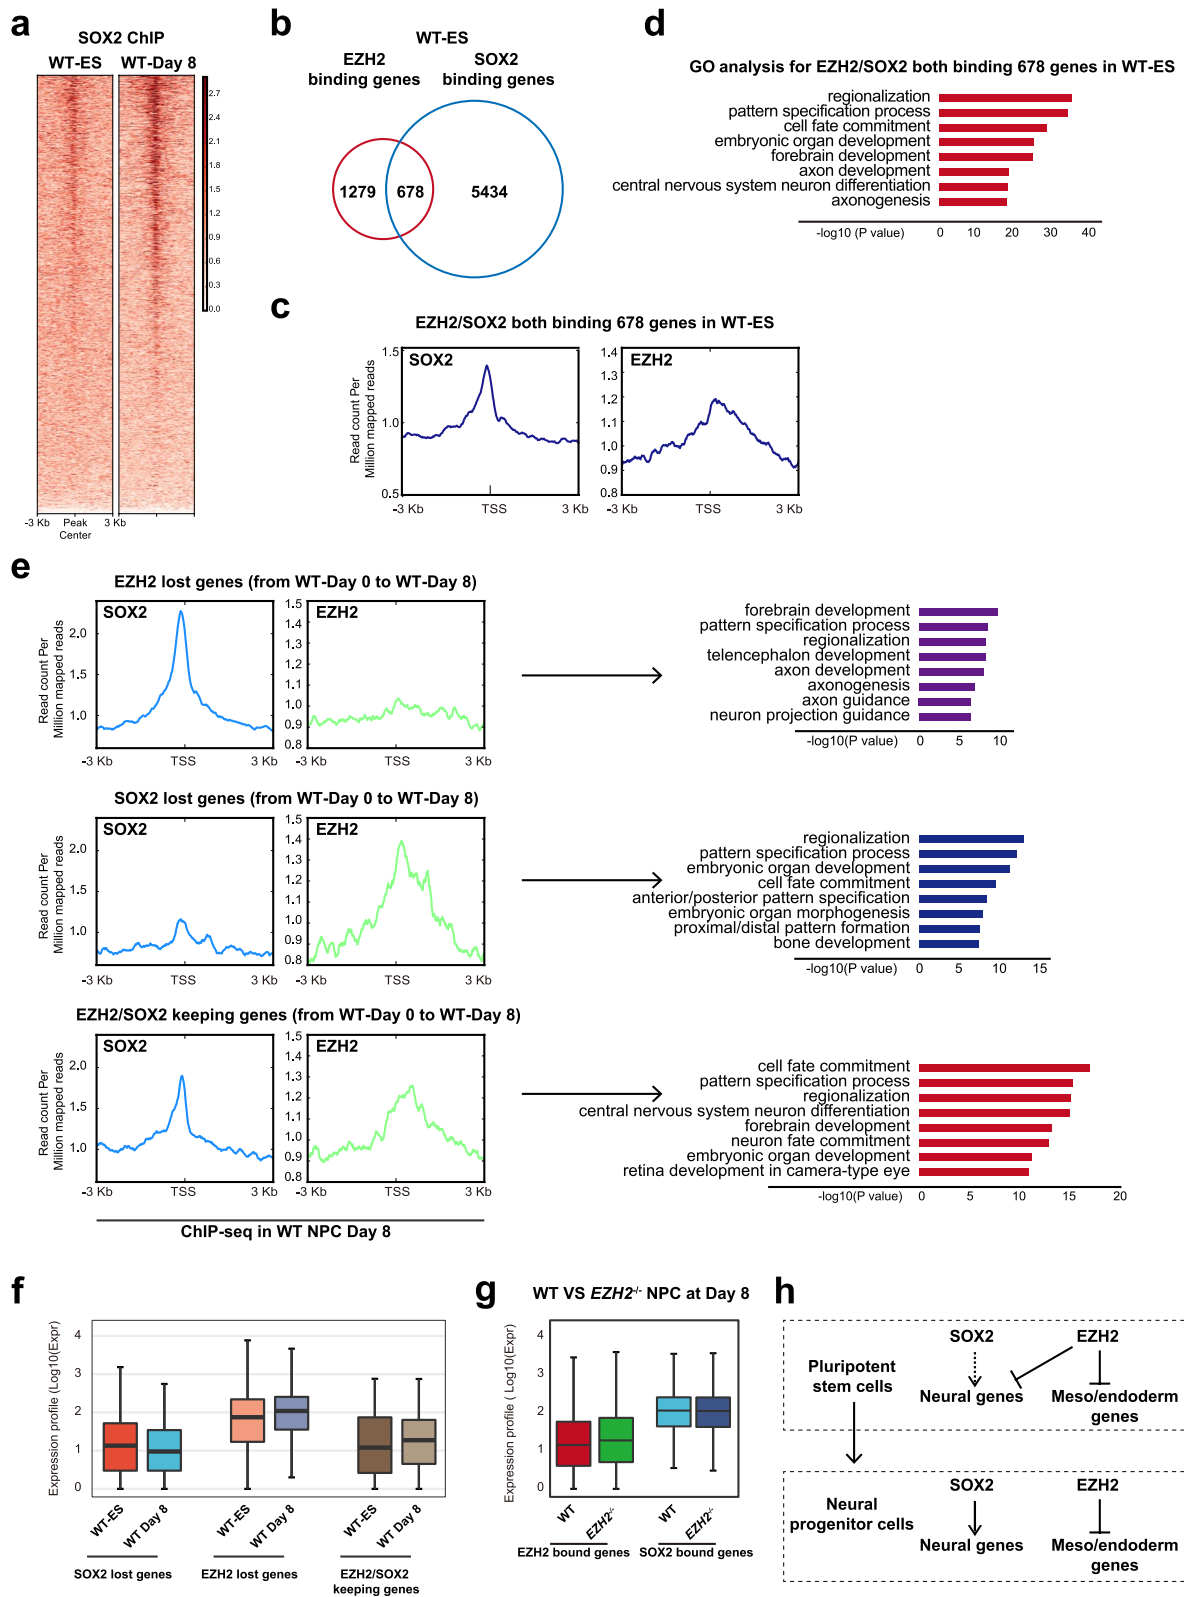 a
SOX2 ChIP
WT-ES
WT-Day 8
2.7
2.4
2.1
1.8
1.5
1.2
0.9
0.6
0.3
0.0
-3 Kb
Peak
Center
3 Kb
b
WT-ES
EZH2
binding genes
SOX2
binding genes
1279
678
5434
c
EZH2/SOX2 both binding 678 genes in WT-ES
Read count Per
Million mapped reads
1.5
1.0
0.5
SOX2
-3 Kb
TSS
3 Kb
1.4
1.3
1.2
1.1
1.0
0.9
0.8
EZH2
-3 Kb
TSS
3 Kb
d
GO analysis for EZH2/SOX2 both binding 678 genes in WT-ES
regionalization
pattern specification process
cell fate commitment
embryonic organ development
forebrain development
axon development
central nervous system neuron differentiation
axonogenesis
-log10 (P value)
0 10 20 30 40
e
EZH2 lost genes (from WT-Day 0 to WT-Day 8)
Read count Per
Million mapped reads
2.0
1.5
1.0
SOX2
-3 Kb
TSS
3 Kb
1.5
1.4
1.3
1.2
1.1
1.0
0.9
0.8
EZH2
-3 Kb
TSS
3 Kb
forebrain development
pattern specification process
regionalization
telencephalon development
axon development
axonogenesis
axon guidance
neuron projection guidance
-log10(P value)
0 5 10
SOX2 lost genes (from WT-Day 0 to WT-Day 8)
Read count Per
Million mapped reads
2.0
1.5
1.0
SOX2
-3 Kb
TSS
3 Kb
1.5
1.4
1.3
1.2
1.1
1.0
0.9
0.8
EZH2
-3 Kb
TSS
3 Kb
regionalization
pattern specification process
embryonic organ development
cell fate commitment
anterior/posterior pattern specification
embryonic organ morphogenesis
proximal/distal pattern formation
bone development
-log10(P value)
0 5 10 15
EZH2/SOX2 keeping genes (from WT-Day 0 to WT-Day 8)
Read count Per
Million mapped reads
2.0
1.5
1.0
SOX2
-3 Kb
TSS
3 Kb
1.5
1.4
1.3
1.2
1.1
1.0
0.9
0.8
EZH2
-3 Kb
TSS
3 Kb
cell fate commitment
pattern specification process
regionalization
central nervous system neuron differentiation
forebrain development
neuron fate commitment
embryonic organ development
retina development in camera-type eye
-log10(P value)
0 5 10 15 20
ChIP-seq in WT NPC Day 8
f
Expression profile (Log10(Expr)
4
3
2
1
0
WT-ES
WT Day 8
WT-ES
WT Day 8
WT-ES
WT Day 8
SOX2 lost genes
EZH2 lost genes
EZH2/SOX2
keeping genes
g
WT VS EZH2-/- NPC at Day 8
Expression profile ( Log10(Expr)
4
3
2
1
0
WT
EZH2-/-
WT
EZH2-/-
EZH2 bound genes
SOX2 bound genes
h
SOX2
EZH2
Pluripotent
stem cells
Neural genes
Meso/endoderm
genes
SOX2
EZH2
Neural
progenitor cells
Neural genes
Meso/endoderm
genes